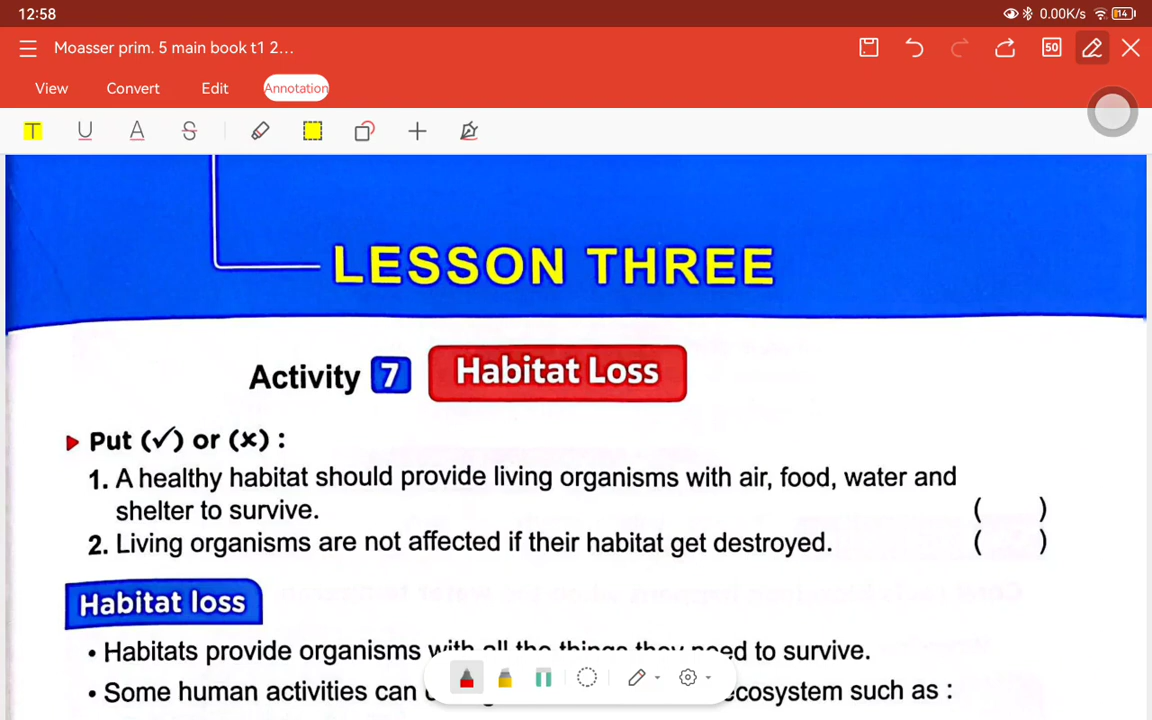 12:58
0.00K/s
14
Moasser prim. 5 main book t1 2...
50
View Convert Edit Annotation
T U A S
LESSON THREE
Activity 7 Habitat Loss
Put (✓) or (✗) :
1. A healthy habitat should provide living organisms with air, food, water and
shelter to survive. ( )
2. Living organisms are not affected if their habitat get destroyed. ( )
Habitat loss
• Habitats provide organisms with all the things they need to survive.
• Some human activities can ecosystem such as :